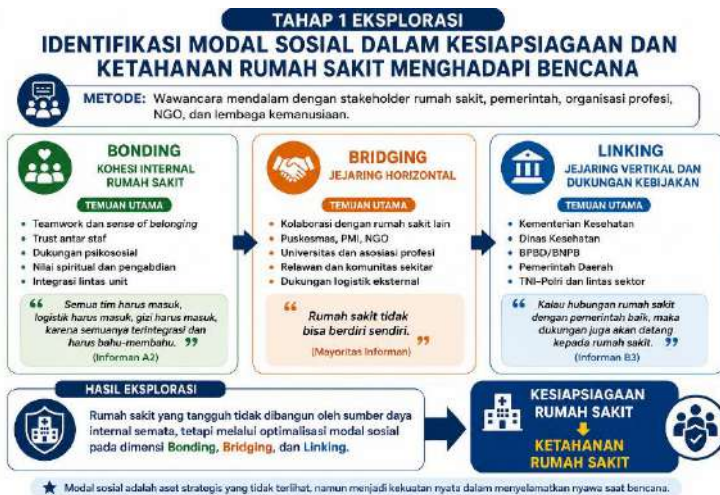 TAHAP 1 EKSPLORASI
IDENTIFIKASI MODAL SOSIAL DALAM KESIAPSIAGAAN DAN
KETAHANAN RUMAH SAKIT MENGHADAPI BENCANA
METODE: Wawancara mendalam dengan stakeholder rumah sakit, pemerintah, organisasi profesi,
NGO, dan lembaga kemanusiaan.
BONDING
KOHESI INTERNAL
RUMAH SAKIT
TEMUAN UTAMA
• Teamwork dan sense of belonging
• Trust antar staf
• Dukungan psikososial
• Nilai spiritual dan pengabdian
• Integrasi lintas unit
“ Semua tim harus masuk,
logistik harus masuk, gizi harus masuk,
karena semuanya terintegrasi dan
harus bahu-membahu. ”
(Informan A2)
BRIDGING
JEJARING HORIZONTAL
TEMUAN UTAMA
• Kolaborasi dengan rumah sakit lain
• Puskesmas, PMI, NGO
• Universitas dan asosiasi profesi
• Relawan dan komunitas sekitar
• Dukungan logistik eksternal
“ Rumah sakit tidak
bisa berdiri sendiri. ”
(Mayoritas Informan)
LINKING
JEJARING VERTIKAL DAN
DUKUNGAN KEBIJAKAN
TEMUAN UTAMA
• Kementerian Kesehatan
• Dinas Kesehatan
• BPBD/BNPB
• Pemerintah Daerah
• TNI-Polri dan lintas sektor
“ Kalau hubungan rumah sakit
dengan pemerintah baik, maka
dukungan juga akan datang
kepada rumah sakit. ”
(Informan B3)
HASIL EKSPLORASI
Rumah sakit yang tangguh tidak dibangun oleh sumber daya
internal semata, tetapi melalui optimalisasi modal sosial
pada dimensi Bonding, Bridging, dan Linking.
KESIAPSIAGAAN
RUMAH SAKIT
KETAHANAN
RUMAH SAKIT
★ Modal sosial adalah aset strategis yang tidak terlihat, namun menjadi kekuatan nyata dalam menyelamatkan nyawa saat bencana.